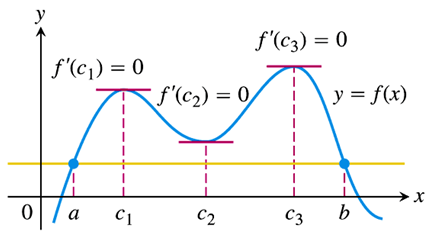 y
f′(c₃) = 0
f′(c₁) = 0
f′(c₂) = 0
y = f(x)
x
0 a c₁ c₂ c₃ b